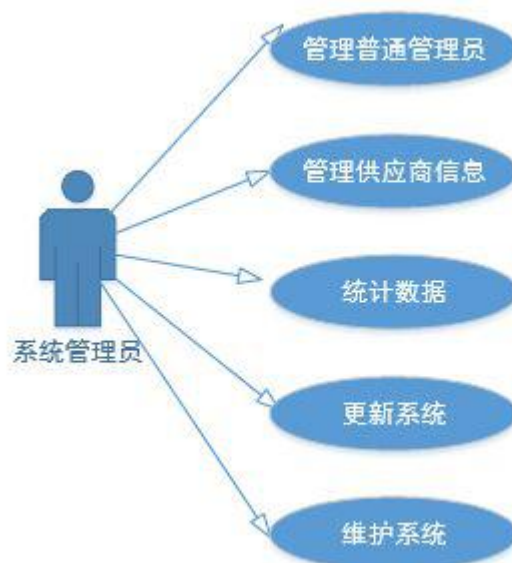 管理普通管理员
管理供应商信息
统计数据
系统管理员
更新系统
维护系统